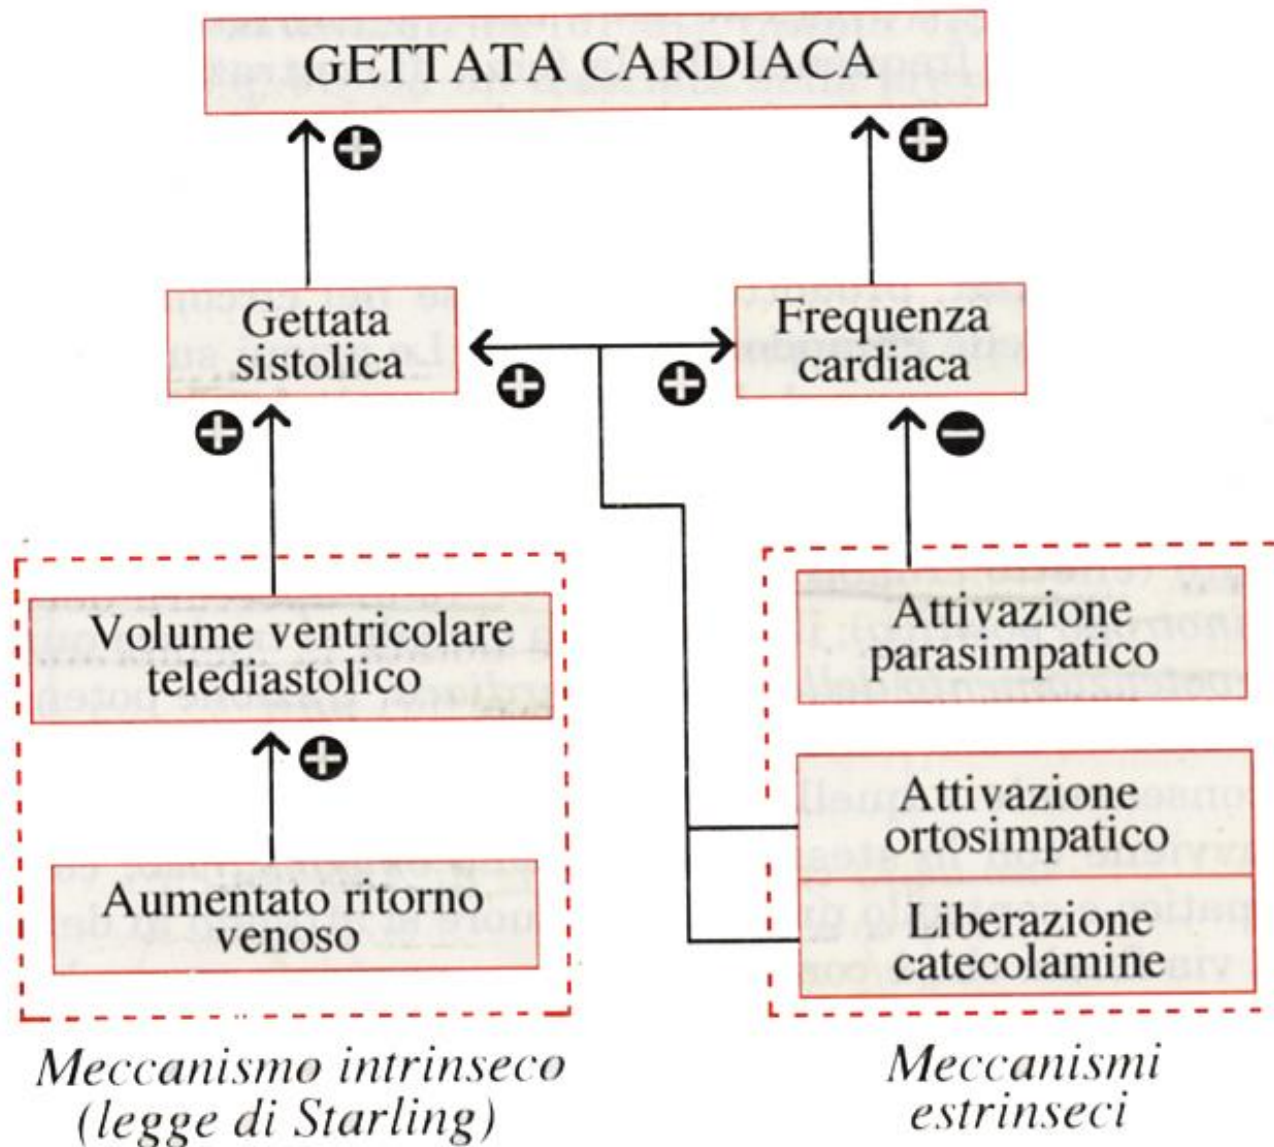 GETTATA CARDIACA
+
+
Gettata
sistolica
Frequenza
cardiaca
+
+
+
−
Volume ventricolare
telediastolico
Attivazione
parasimpatico
+
Attivazione
ortosimpatico
Aumentato ritorno
venoso
Liberazione
catecolamine
Meccanismo intrinseco
(legge di Starling)
Meccanismi
estrinseci